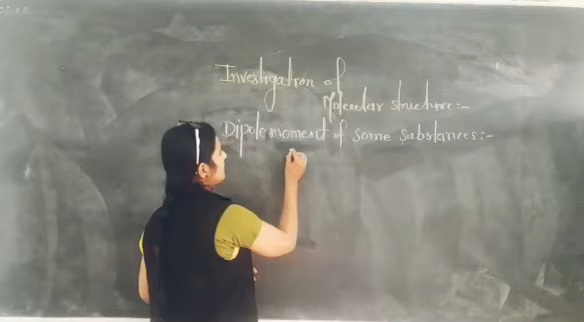 Investigation of
Molecular structure:-
Dipole moment of some substances:-